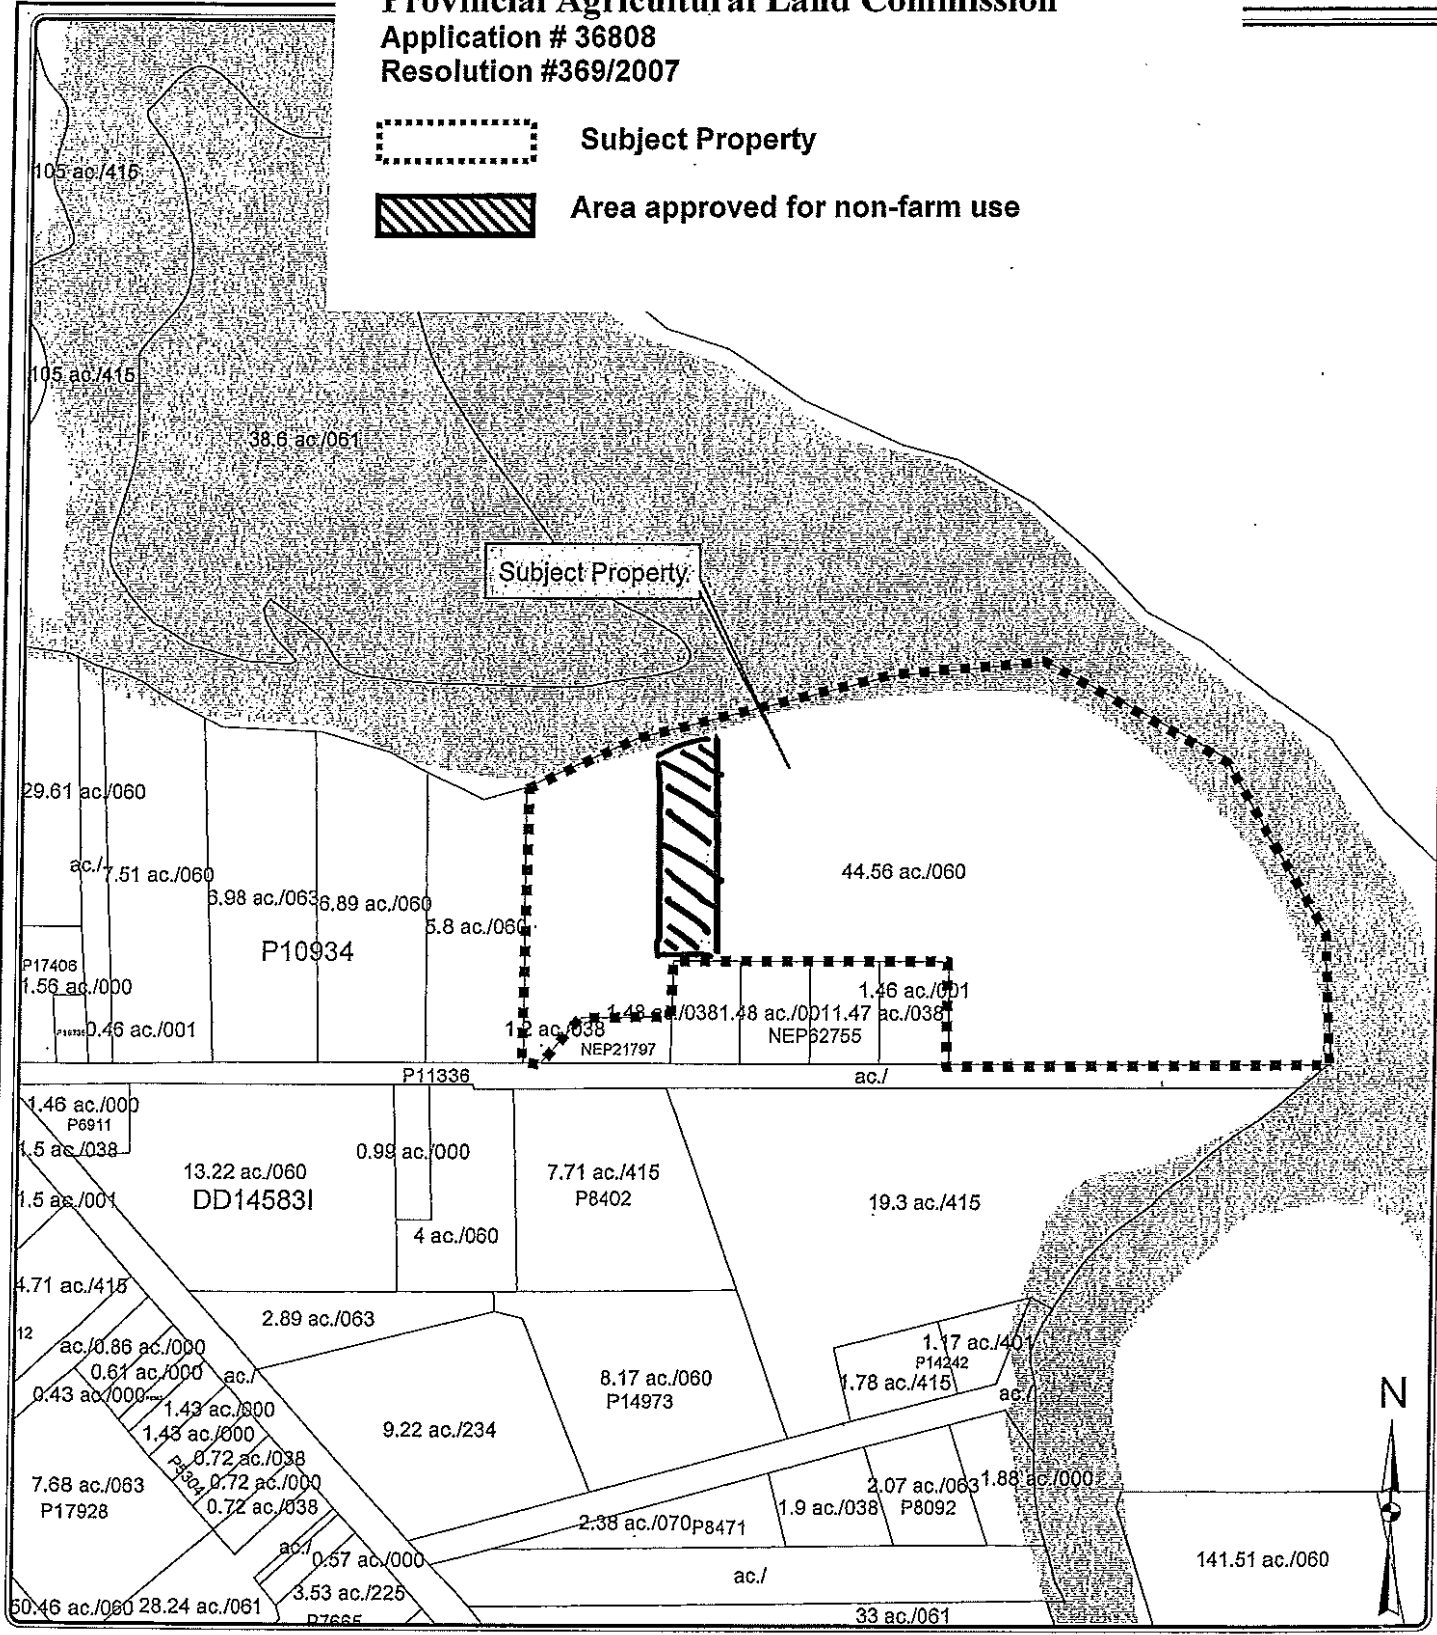 Provincial Agricultural Land Commission
Application # 36808
Resolution #369/2007
Subject Property
Area approved for non-farm use
105 ac./415
105 ac./415
38.6 ac./061
Subject Property
29.61 ac./060
ac./
7.51 ac./060
6.98 ac./063
6.89 ac./060
5.8 ac./060
44.56 ac./060
P10934
P17406
1.56 ac./000
0.46 ac./001
1.2 ac./038
1.48 ac./038
1.48 ac./001
1.47 ac./038
1.46 ac./001
NEP21797
NEP62755
P11336
ac./
1.46 ac./000
P6911
1.5 ac./038
1.5 ac./001
13.22 ac./060
DD14583I
0.99 ac./000
4 ac./060
7.71 ac./415
P8402
19.3 ac./415
4.71 ac./415
12
ac./
0.86 ac./000
0.61 ac./000
0.43 ac./000
ac./
1.43 ac./000
1.43 ac./000
0.72 ac./038
0.72 ac./000
0.72 ac./038
P5304
2.89 ac./063
9.22 ac./234
8.17 ac./060
P14973
1.17 ac./401
P14242
1.78 ac./415
ac./
N
7.68 ac./063
P17928
2.38 ac./070
P8471
1.9 ac./038
2.07 ac./063
P8092
1.88 ac./000
ac./
0.57 ac./000
3.53 ac./225
P7665
ac./
141.51 ac./060
50.46 ac./060
28.24 ac./061
33 ac./061